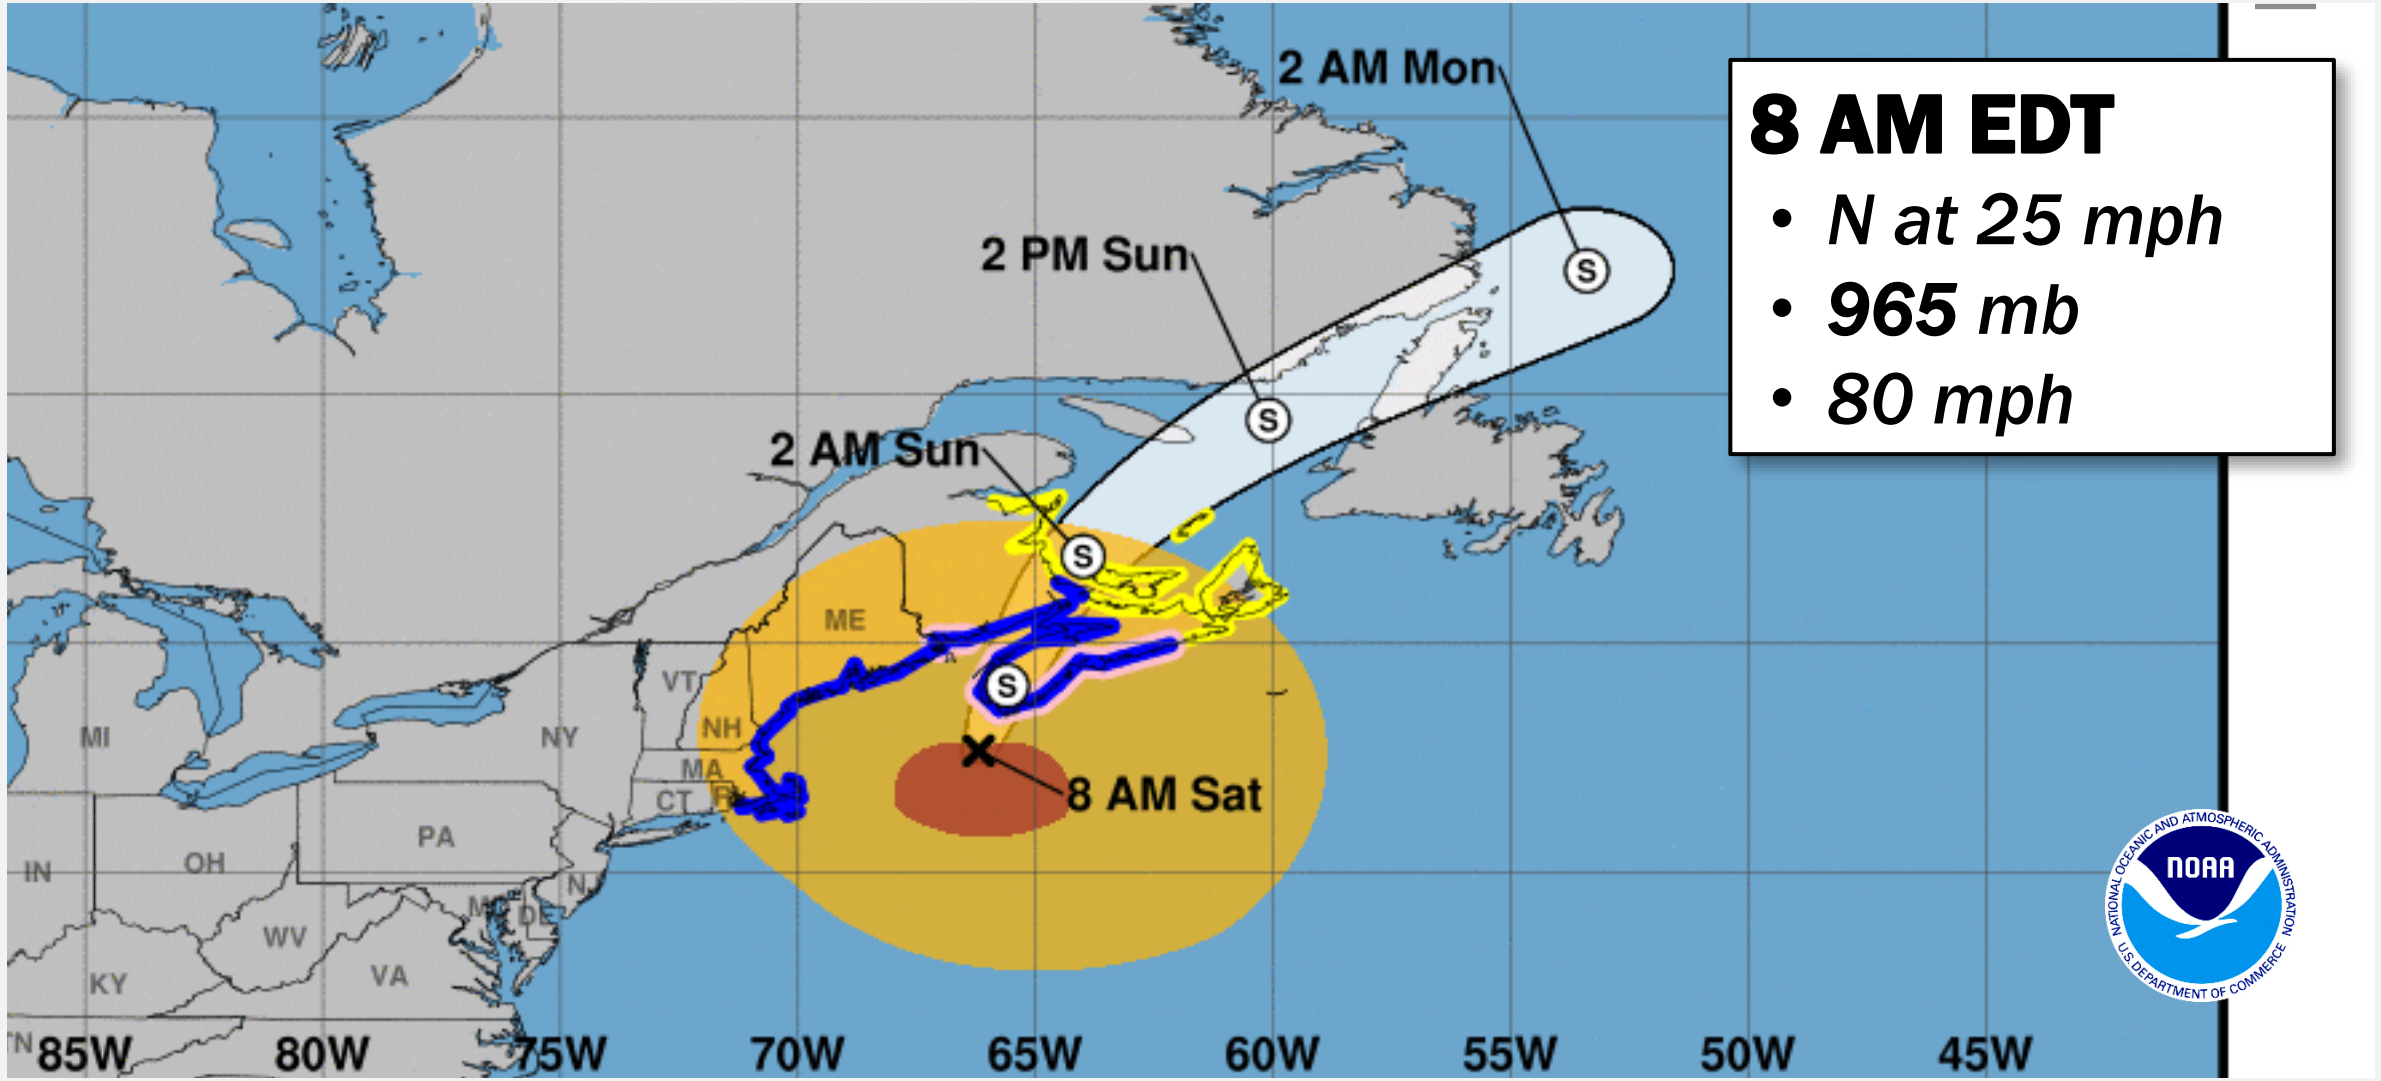 2 AM Mon
8 AM EDT
• N at 25 mph
• 965 mb
• 80 mph
2 PM Sun
S
S
2 AM Sun
S
ME
VT
S
NH
MI
NY
MA
CT
8 AM Sat
PA
OH
IN
NJ
DE
WV
VA
KY
TN
NATIONAL OCEANIC AND ATMOSPHERIC ADMINISTRATION
NOAA
U.S. DEPARTMENT OF COMMERCE
85W 80W 75W 70W 65W 60W 55W 50W 45W